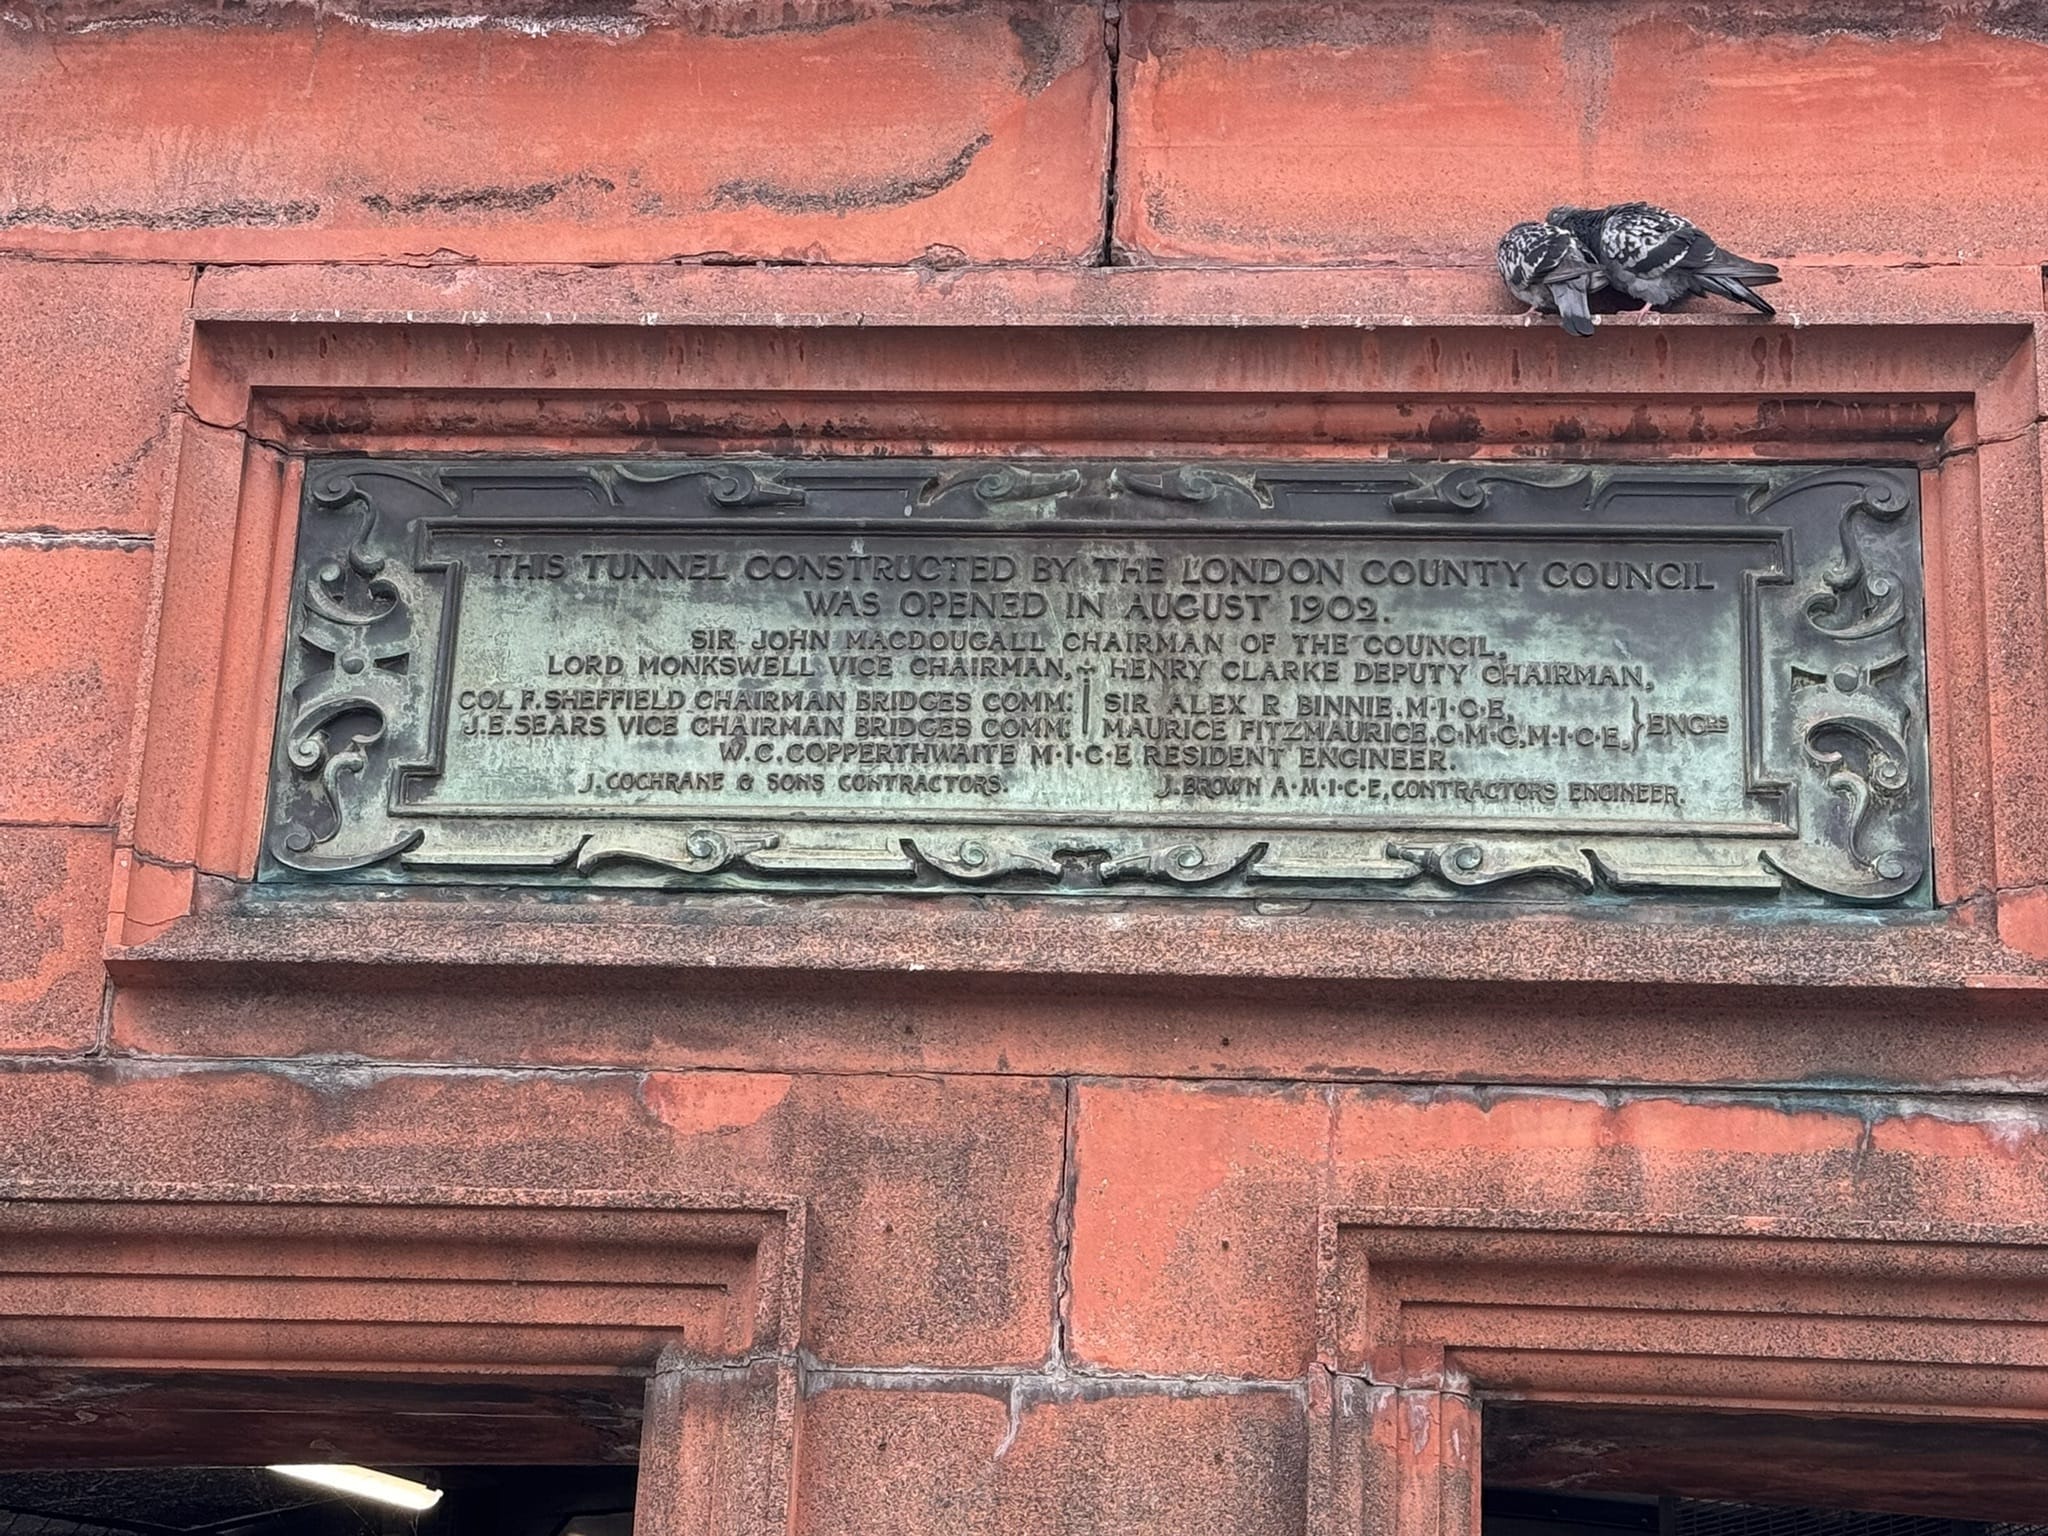 THIS TUNNEL CONSTRUCTED BY THE LONDON COUNTY COUNCIL
WAS OPENED IN AUGUST 1902.
SIR JOHN MACDOUGALL CHAIRMAN OF THE COUNCIL,
LORD MONKSWELL VICE CHAIRMAN, + HENRY CLARKE DEPUTY CHAIRMAN,
COL F. SHEFFIELD CHAIRMAN BRIDGES COMM: SIR ALEX R BINNIE. M·I·C·E,
J.E. SEARS VICE CHAIRMAN BRIDGES COMM: MAURICE FITZMAURICE, C·M·G, M·I·C·E, } ENGRS
W.C. COPPERTHWAITE M·I·C·E RESIDENT ENGINEER.
J. COCHRANE & SONS CONTRACTORS. J. BROWN A·M·I·C·E, CONTRACTORS ENGINEER.